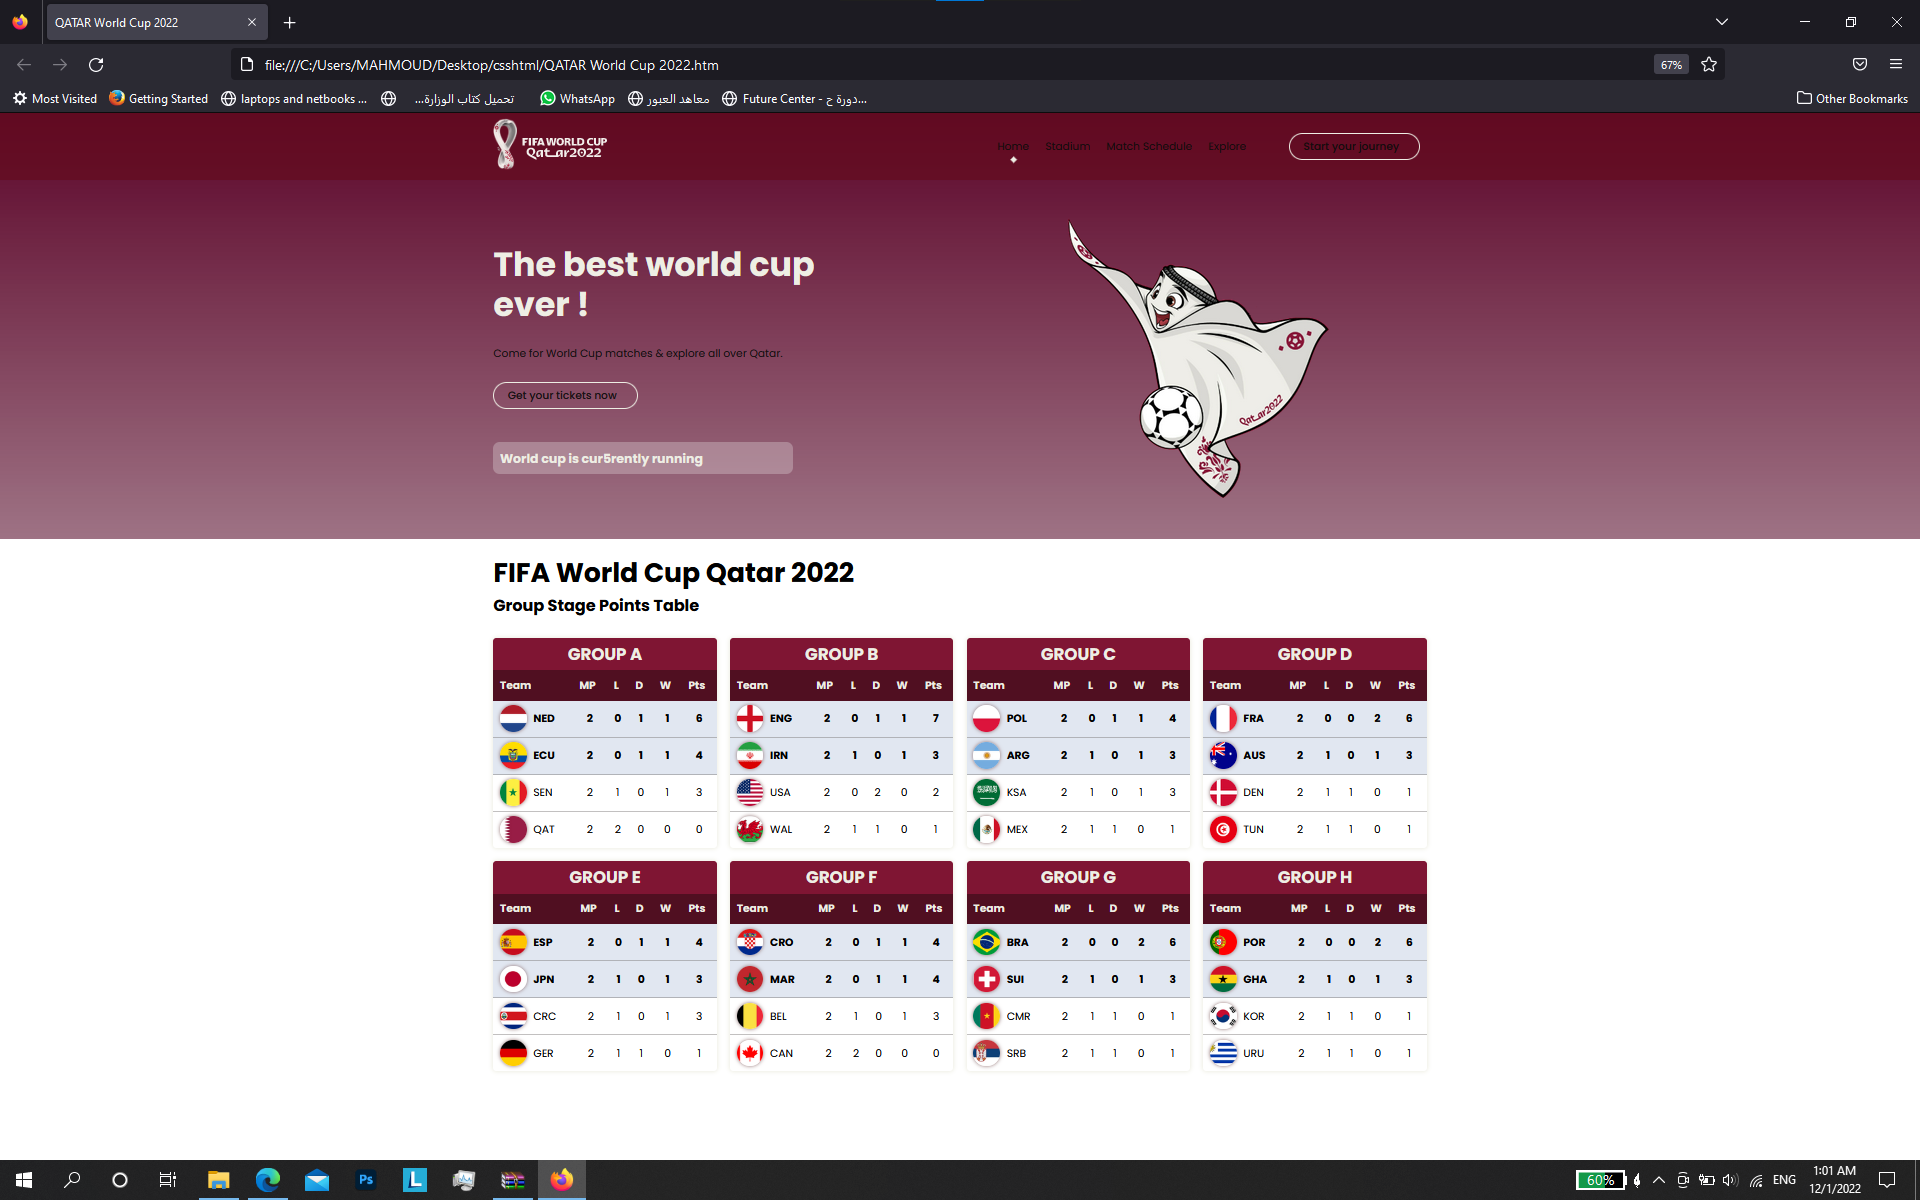 QATAR World Cup 2022
file:///C:/Users/MAHMOUD/Desktop/csshtml/QATAR World Cup 2022.htm
67%
Most Visited
Getting Started
laptops and netbooks ...
تحميل كتاب الوزارة...
WhatsApp
معاهد العبور
Future Center - دورة ح...
Other Bookmarks
FIFA WORLD CUP
Qatar2022
Home
Stadium
Match Schedule
Explore
Start your journey
The best world cup
ever !
Come for World Cup matches & explore all over Qatar.
Get your tickets now
World cup is cur5rently running
Qatar2022
FIFA World Cup Qatar 2022
Group Stage Points Table
GROUP A
Team MP L D W Pts
NED 2 0 1 1 6
ECU 2 0 1 1 4
SEN 2 1 0 1 3
QAT 2 2 0 0 0
GROUP B
Team MP L D W Pts
ENG 2 0 1 1 7
IRN 2 1 0 1 3
USA 2 0 2 0 2
WAL 2 1 1 0 1
GROUP C
Team MP L D W Pts
POL 2 0 1 1 4
ARG 2 1 0 1 3
KSA 2 1 0 1 3
MEX 2 1 1 0 1
GROUP D
Team MP L D W Pts
FRA 2 0 0 2 6
AUS 2 1 0 1 3
DEN 2 1 1 0 1
TUN 2 1 1 0 1
GROUP E
Team MP L D W Pts
ESP 2 0 1 1 4
JPN 2 1 0 1 3
CRC 2 1 0 1 3
GER 2 1 1 0 1
GROUP F
Team MP L D W Pts
CRO 2 0 1 1 4
MAR 2 0 1 1 4
BEL 2 1 0 1 3
CAN 2 2 0 0 0
GROUP G
Team MP L D W Pts
BRA 2 0 0 2 6
SUI 2 1 0 1 3
CMR 2 1 1 0 1
SRB 2 1 1 0 1
GROUP H
Team MP L D W Pts
POR 2 0 0 2 6
GHA 2 1 0 1 3
KOR 2 1 1 0 1
URU 2 1 1 0 1
Ps
L
60%
ENG
1:01 AM
12/1/2022